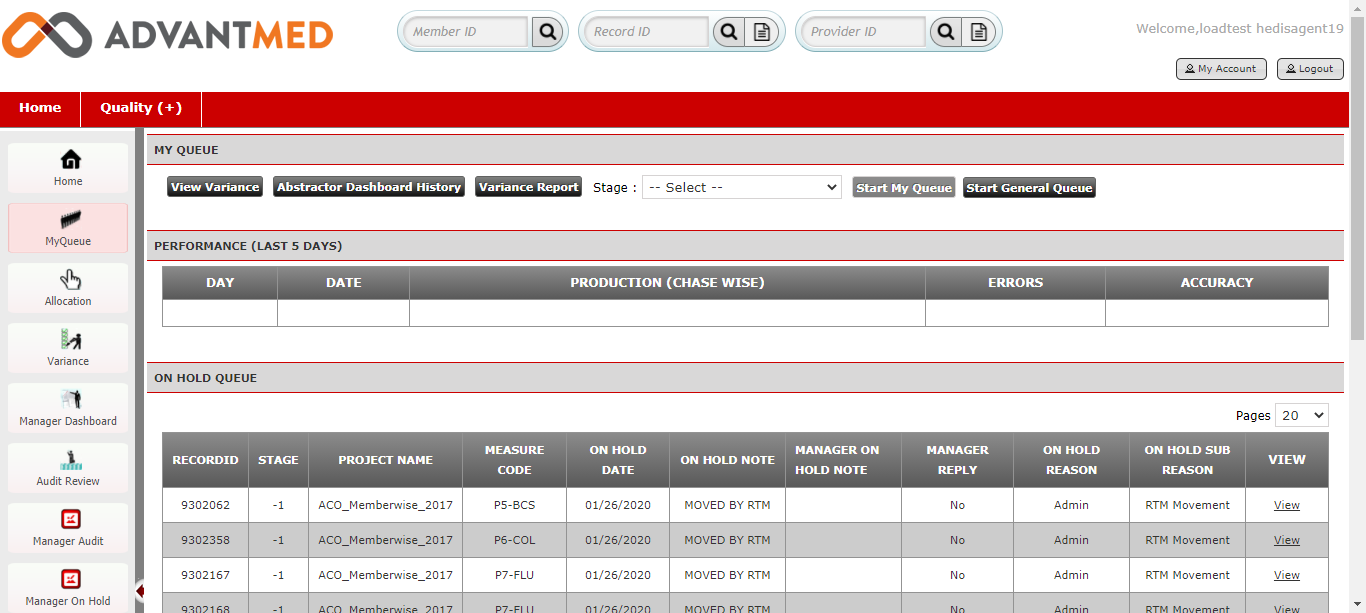 ADVANTMED
Member ID
Record ID
Provider ID
Welcome,loadtest hedisagent19
My Account
Logout
Home
Quality (+)
Home
MyQueue
Allocation
Variance
Manager Dashboard
Audit Review
Manager Audit
Manager On Hold
MY QUEUE
View Variance
Abstractor Dashboard History
Variance Report
Stage :
-- Select --
Start My Queue
Start General Queue
PERFORMANCE (LAST 5 DAYS)
DAY DATE PRODUCTION (CHASE WISE) ERRORS ACCURACY
ON HOLD QUEUE
Pages 20
RECORDID STAGE PROJECT NAME MEASURE CODE ON HOLD DATE ON HOLD NOTE MANAGER ON HOLD NOTE MANAGER REPLY ON HOLD REASON ON HOLD SUB REASON VIEW
9302062 -1 ACO_Memberwise_2017 P5-BCS 01/26/2020 MOVED BY RTM No Admin RTM Movement View
9302358 -1 ACO_Memberwise_2017 P6-COL 01/26/2020 MOVED BY RTM No Admin RTM Movement View
9302167 -1 ACO_Memberwise_2017 P7-FLU 01/26/2020 MOVED BY RTM No Admin RTM Movement View
9302168 -1 ACO_Memberwise_2017 P7-FLU 01/26/2020 MOVED BY RTM No Admin RTM Movement View